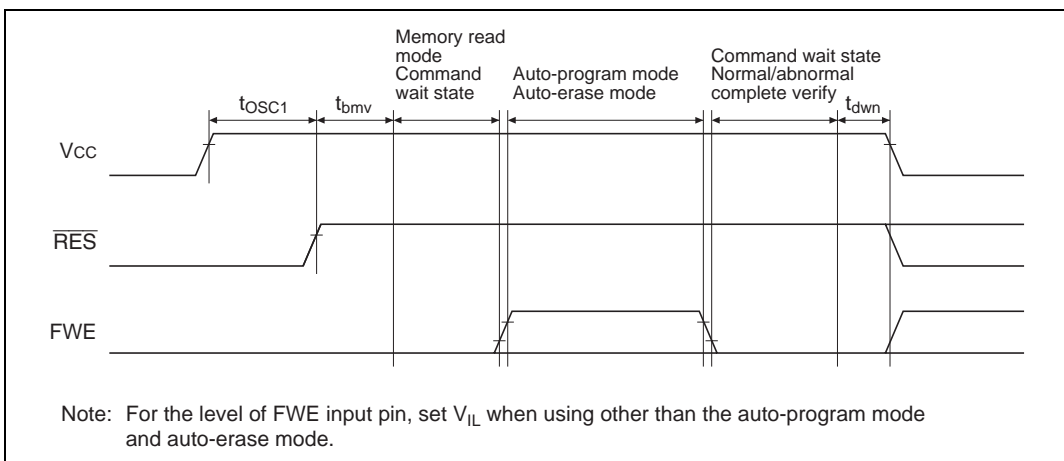 Memory read
mode
Command
wait state
Auto-program mode
Auto-erase mode
Command wait state
Normal/abnormal
complete verify
tOSC1
tbmv
tdwn
VCC
RES
FWE
Note: For the level of FWE input pin, set VIL when using other than the auto-program mode
and auto-erase mode.